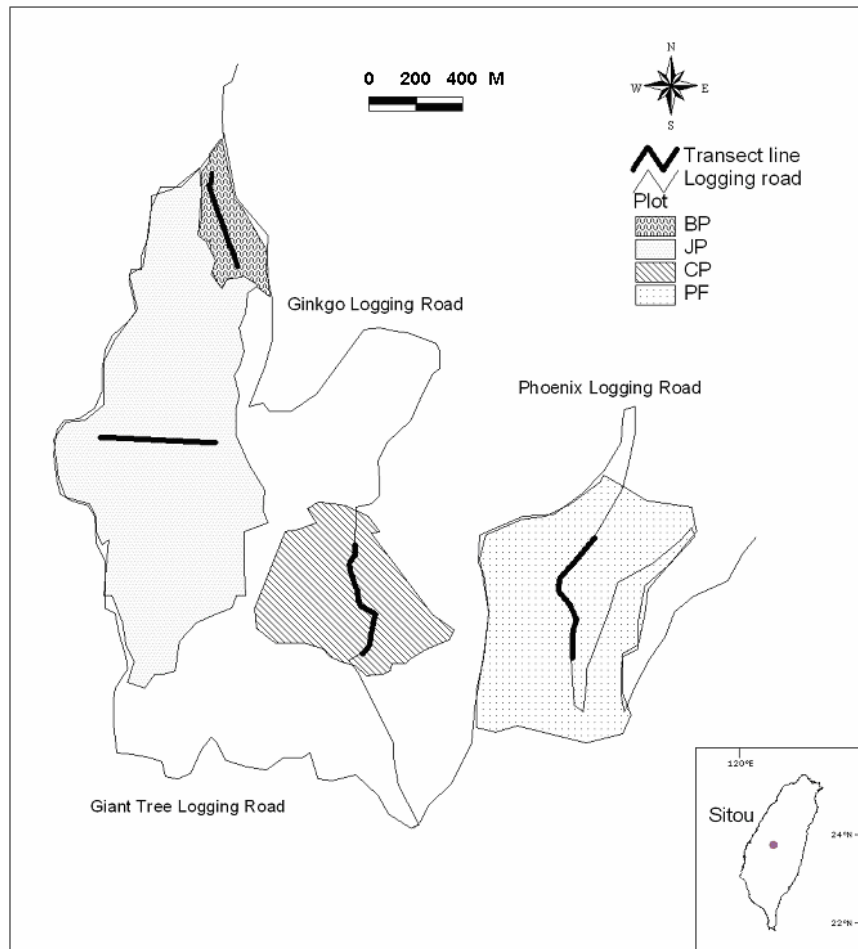 0 200 400 M
N
W E
S
Transect line
Logging road
Plot
BP
JP
CP
PF
Ginkgo Logging Road
Phoenix Logging Road
Giant Tree Logging Road
120°E
Sitou
24°N
22°N